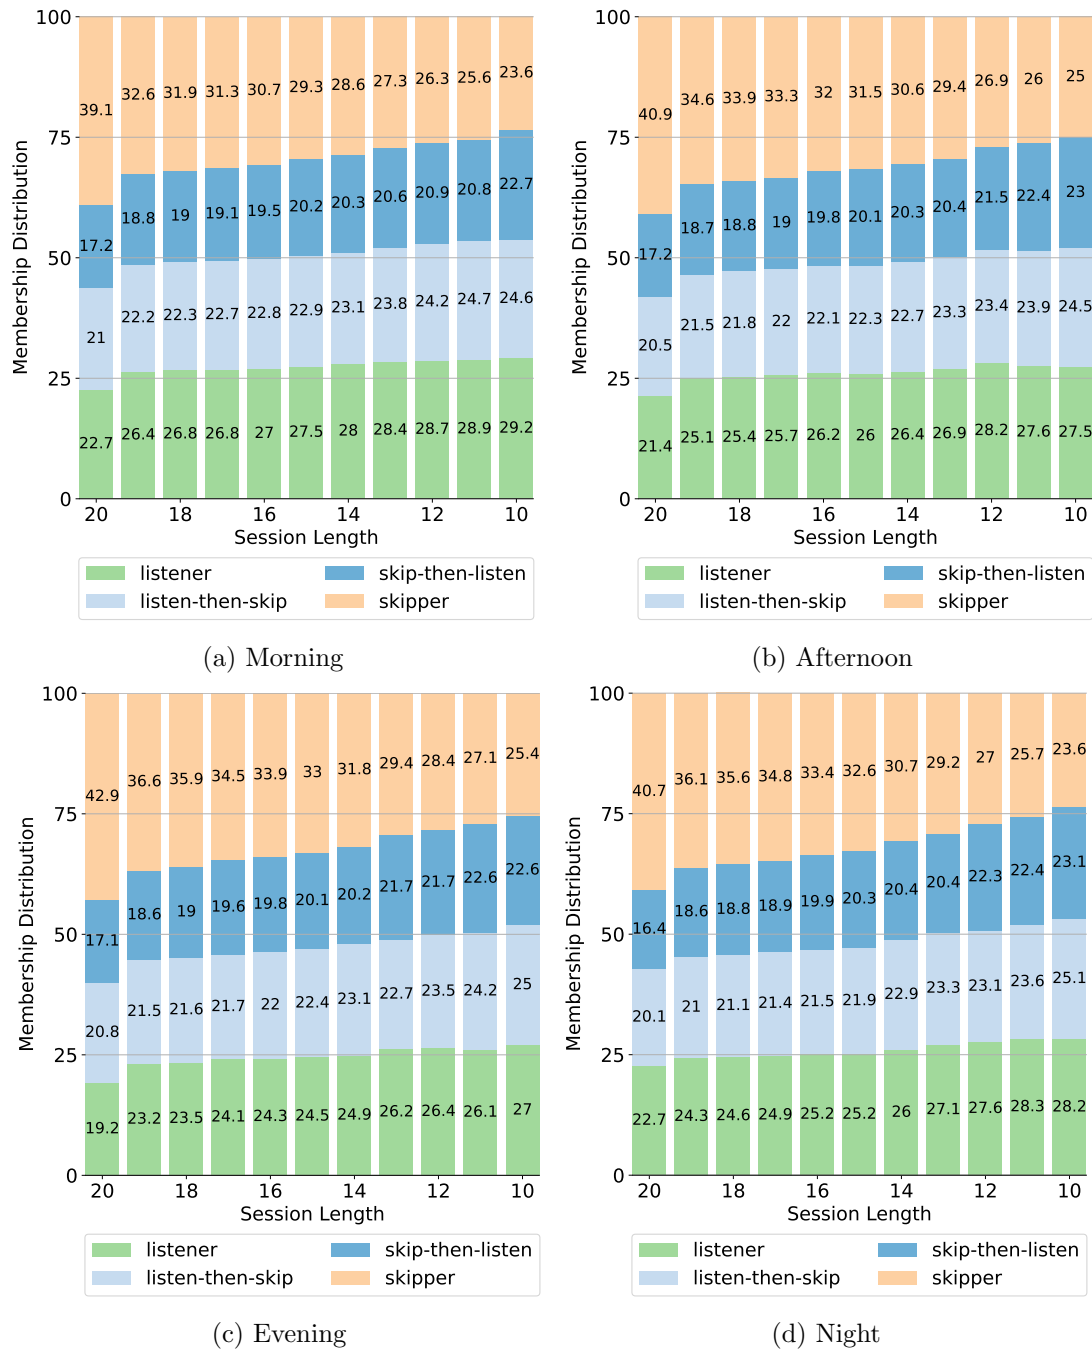 100
75
50
25
0
Membership Distribution
39.1 32.6 31.9 31.3 30.7 29.3 28.6 27.3 26.3 25.6 23.6
17.2 18.8 19 19.1 19.5 20.2 20.3 20.6 20.9 20.8 22.7
21 22.2 22.3 22.7 22.8 22.9 23.1 23.8 24.2 24.7 24.6
22.7 26.4 26.8 26.8 27 27.5 28 28.4 28.7 28.9 29.2
20 18 16 14 12 10
Session Length
listener skip-then-listen
listen-then-skip skipper
(a) Morning
100
75
50
25
0
Membership Distribution
40.9 34.6 33.9 33.3 32 31.5 30.6 29.4 26.9 26 25
17.2 18.7 18.8 19 19.8 20.1 20.3 20.4 21.5 22.4 23
20.5 21.5 21.8 22 22.1 22.3 22.7 23.3 23.4 23.9 24.5
21.4 25.1 25.4 25.7 26.2 26 26.4 26.9 28.2 27.6 27.5
20 18 16 14 12 10
Session Length
listener skip-then-listen
listen-then-skip skipper
(b) Afternoon
100
75
50
25
0
Membership Distribution
42.9 36.6 35.9 34.5 33.9 33 31.8 29.4 28.4 27.1 25.4
17.1 18.6 19 19.6 19.8 20.1 20.2 21.7 21.7 22.6 22.6
20.8 21.5 21.6 21.7 22 22.4 23.1 22.7 23.5 24.2 25
19.2 23.2 23.5 24.1 24.3 24.5 24.9 26.2 26.4 26.1 27
20 18 16 14 12 10
Session Length
listener skip-then-listen
listen-then-skip skipper
(c) Evening
100
75
50
25
0
Membership Distribution
40.7 36.1 35.6 34.8 33.4 32.6 30.7 29.2 27 25.7 23.6
16.4 18.6 18.8 18.9 19.9 20.3 20.4 20.4 22.3 22.4 23.1
20.1 21 21.1 21.4 21.5 21.9 22.9 23.3 23.1 23.6 25.1
22.7 24.3 24.6 24.9 25.2 25.2 26 27.1 27.6 28.3 28.2
20 18 16 14 12 10
Session Length
listener skip-then-listen
listen-then-skip skipper
(d) Night